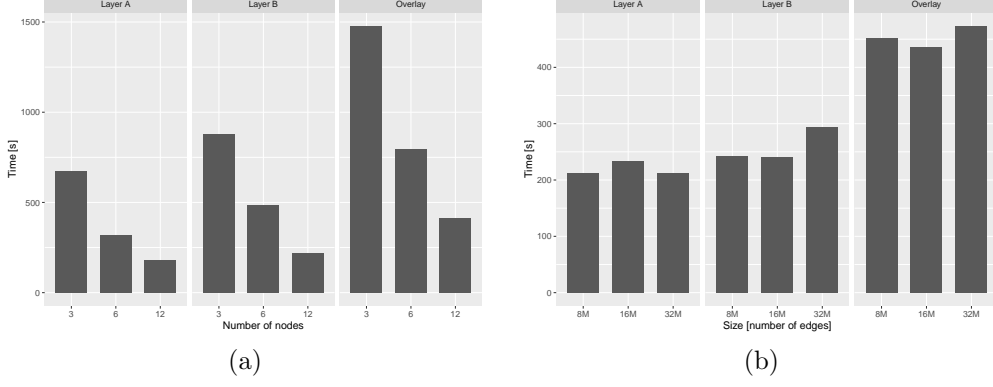 Layer A Layer B Overlay
Time [s]
1500
1000
500
0
3 6 12 3 6 12 3 6 12
Number of nodes
(a)
Layer A Layer B Overlay
Time [s]
400
300
200
100
0
8M 16M 32M 8M 16M 32M 8M 16M 32M
Size [number of edges]
(b)